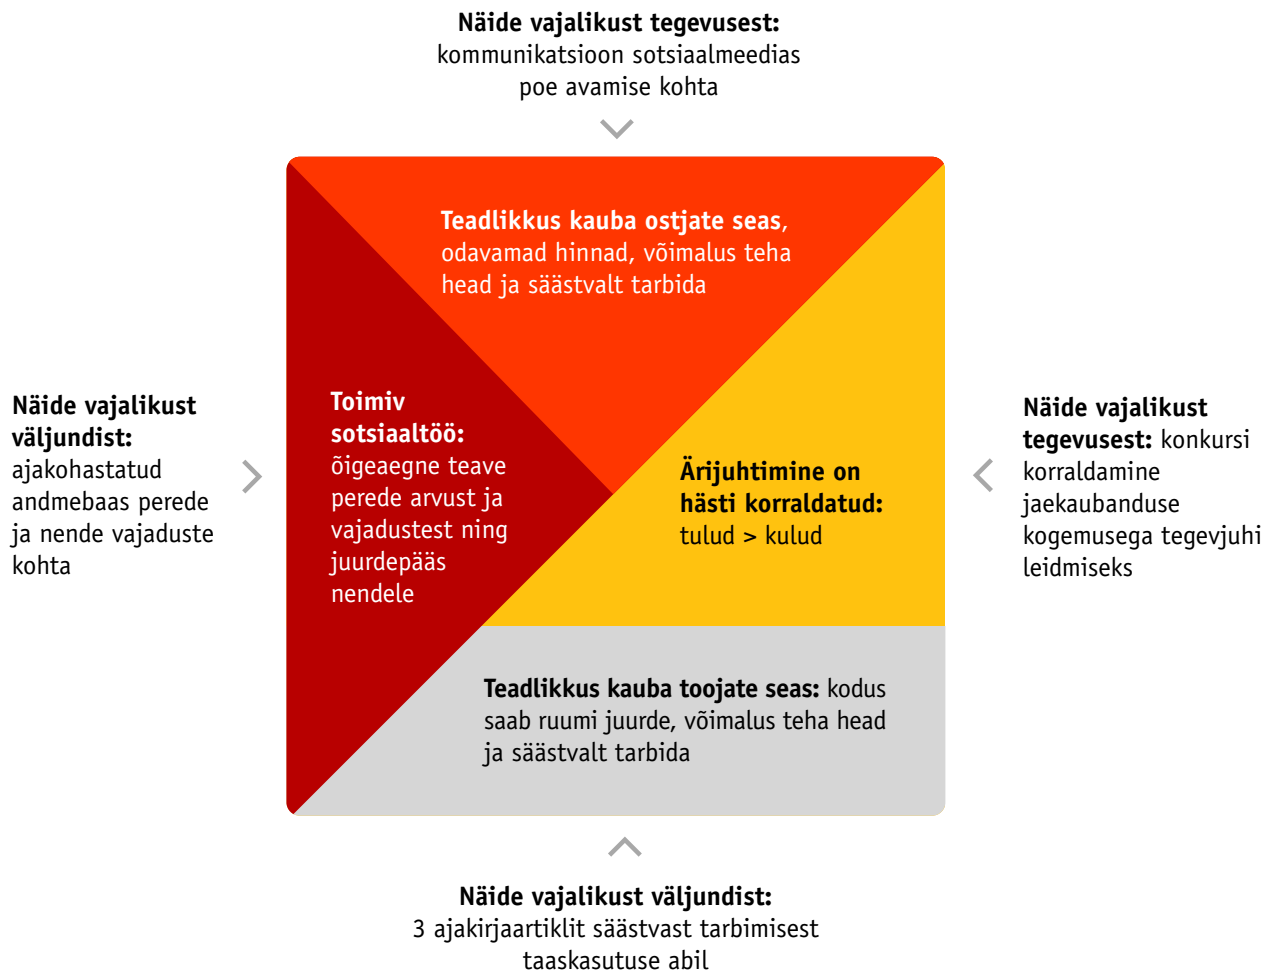 Näide vajalikust tegevusest:
kommunikatsioon sotsiaalmeedias
poe avamise kohta
Teadlikkus kauba ostjate seas,
odavamad hinnad, võimalus teha
head ja säästvalt tarbida
Näide vajalikust
väljundist:
ajakohastatud
andmebaas perede
ja nende vajaduste
kohta
Toimiv
sotsiaaltöö:
õigeaegne teave
perede arvust ja
vajadustest ning
juurdepääs
nendele
Ärijuhtimine on
hästi korraldatud:
tulud > kulud
Näide vajalikust
tegevusest: konkursi
korraldamine
jaekaubanduse
kogemusega tegevjuhi
leidmiseks
Teadlikkus kauba toojate seas: kodus
saab ruumi juurde, võimalus teha head
ja säästvalt tarbida
Näide vajalikust väljundist:
3 ajakirjaartiklit säästvast tarbimisest
taaskasutuse abil